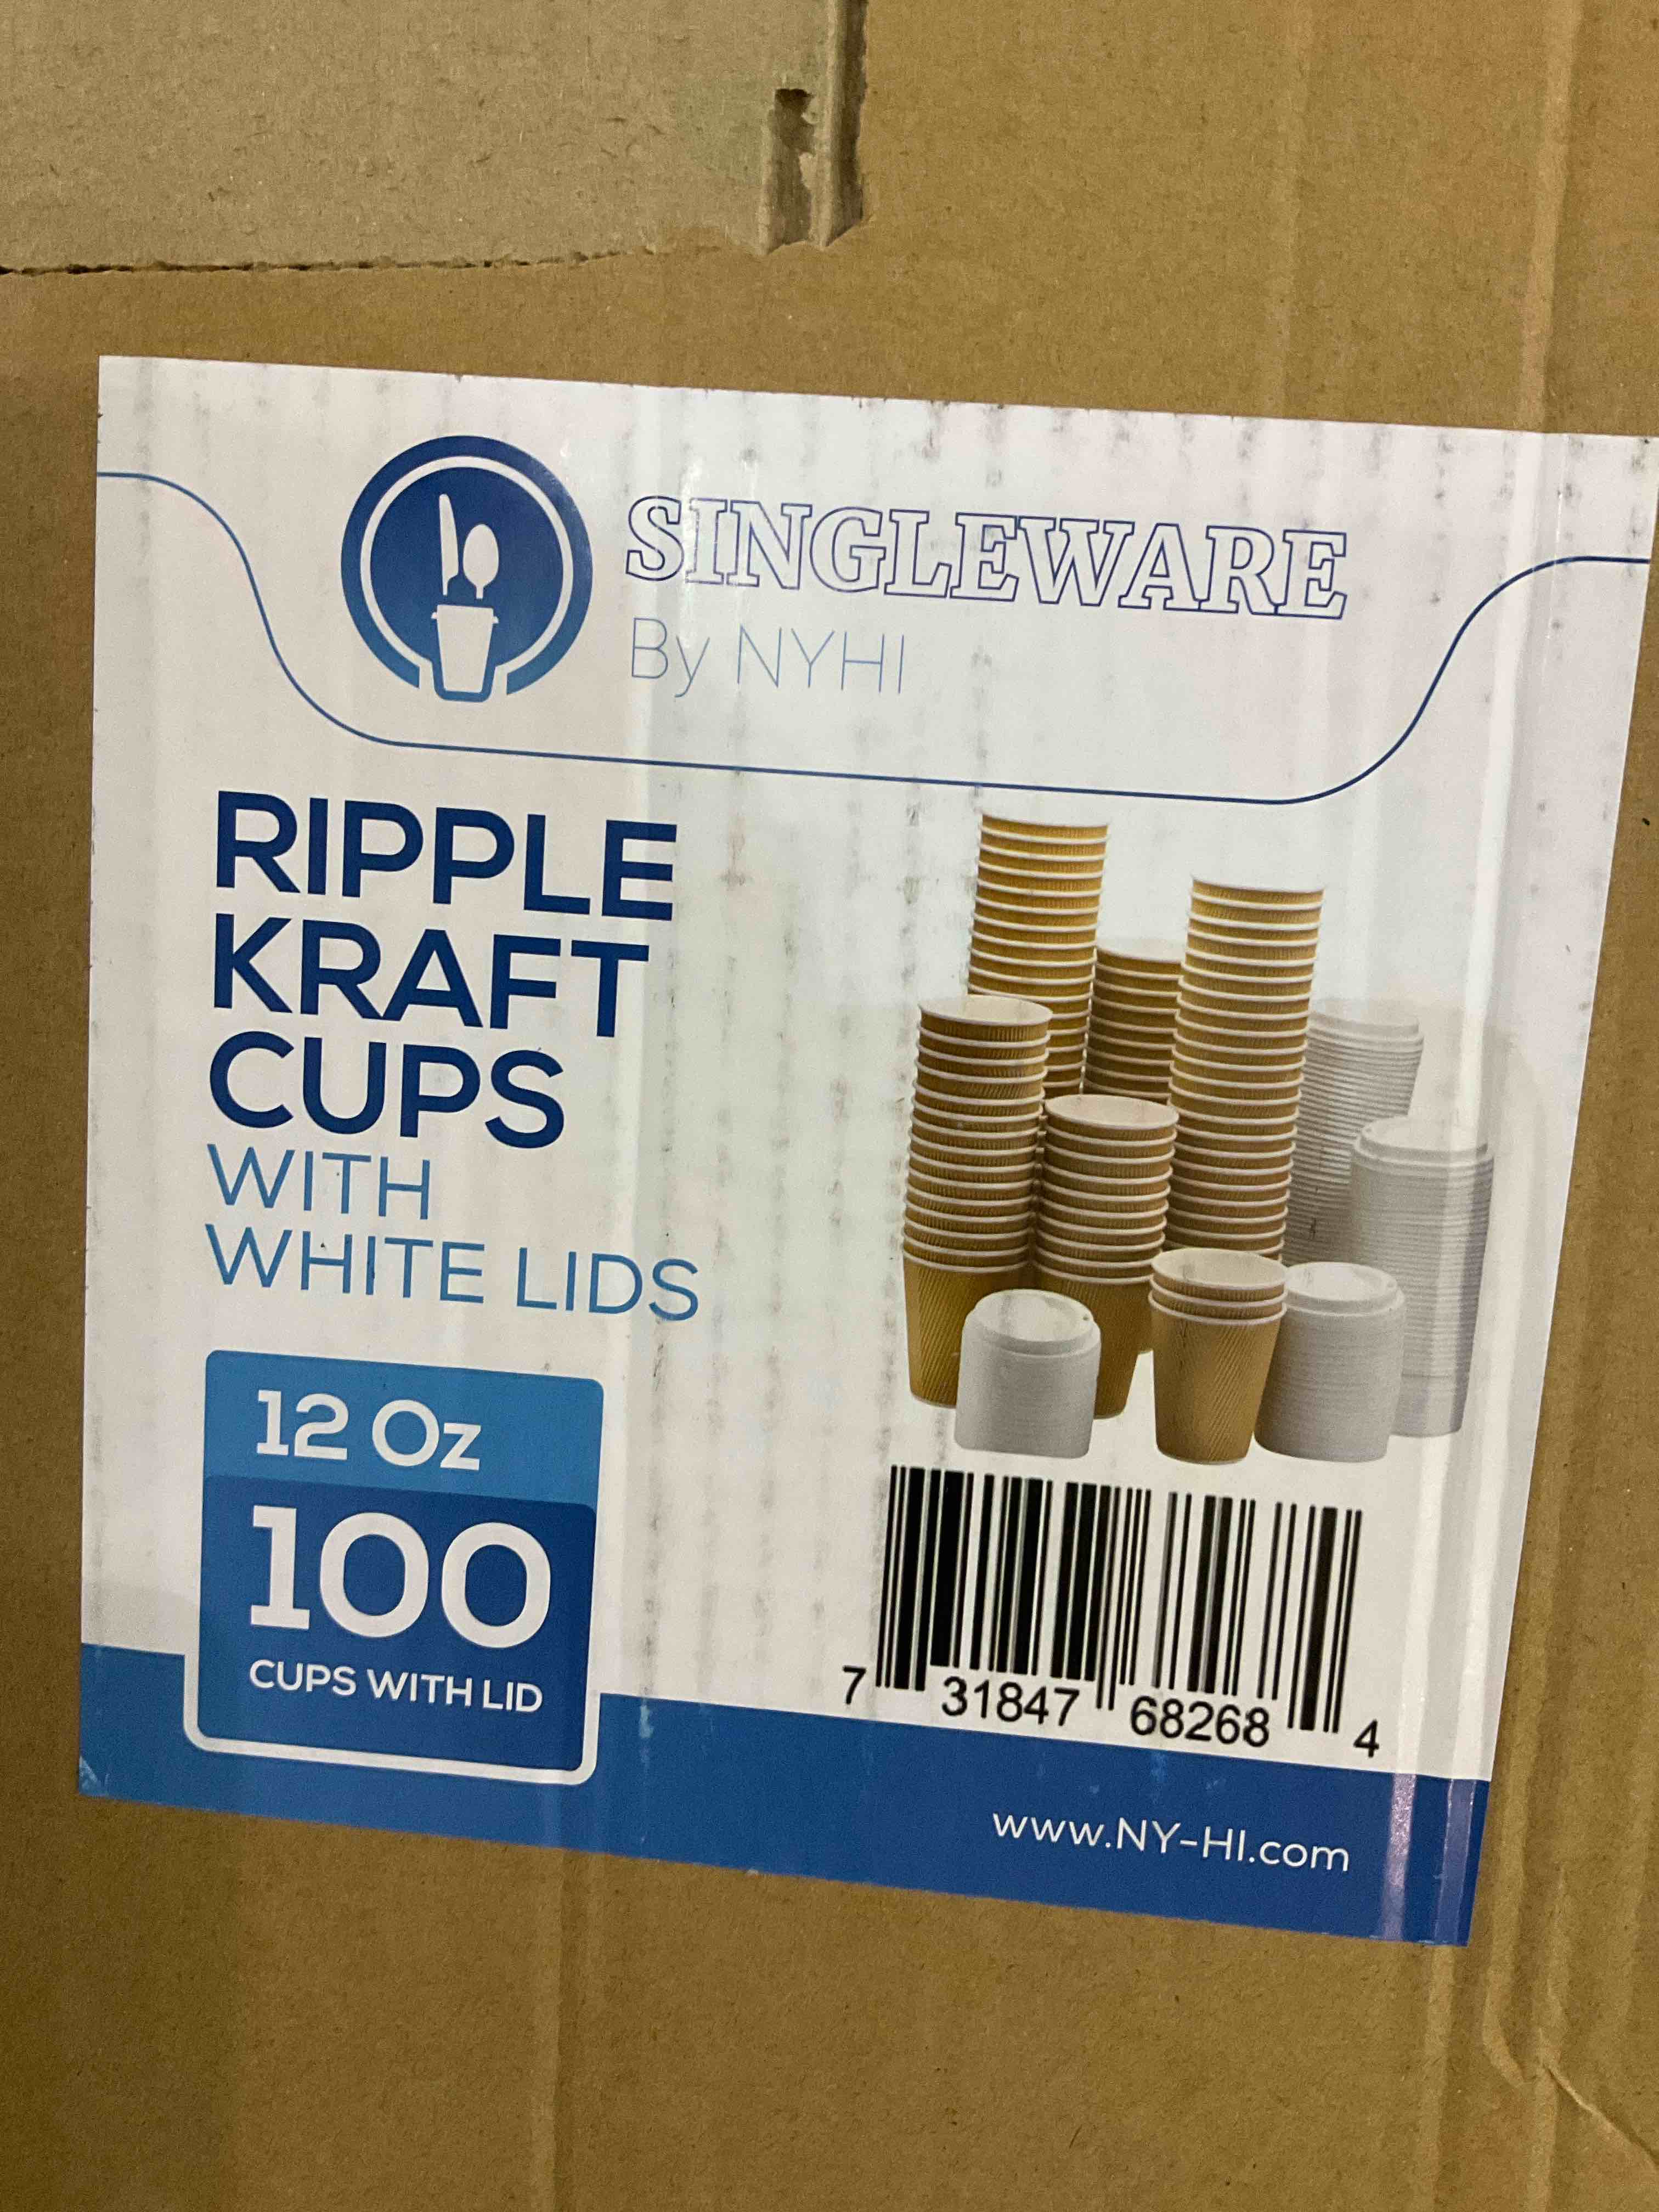 SINGLEWARE
By NYHI
RIPPLE
KRAFT
CUPS
WITH
WHITE LIDS
12 Oz
100
CUPS WITH LID
7 31847 68268 4
www.NY-HI.com